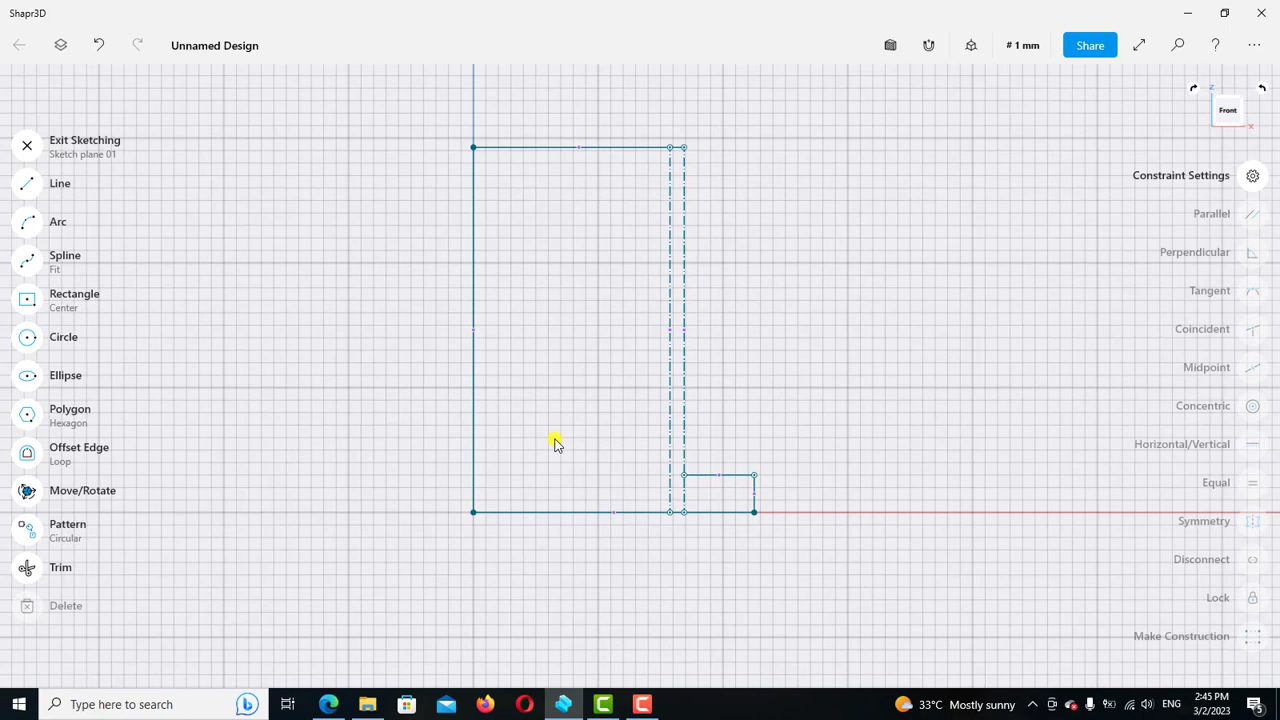 Shapr3D
Unnamed Design
# 1 mm
Share
Z
Front
X
Exit Sketching
Sketch plane 01
Line
Arc
Spline
Fit
Rectangle
Center
Circle
Ellipse
Polygon
Hexagon
Offset Edge
Loop
Move/Rotate
Pattern
Circular
Trim
Delete
Constraint Settings
Parallel
Perpendicular
Tangent
Coincident
Midpoint
Concentric
Horizontal/Vertical
Equal
Symmetry
Disconnect
Lock
Make Construction
Type here to search
33°C Mostly sunny
ENG
2:45 PM
3/2/2023